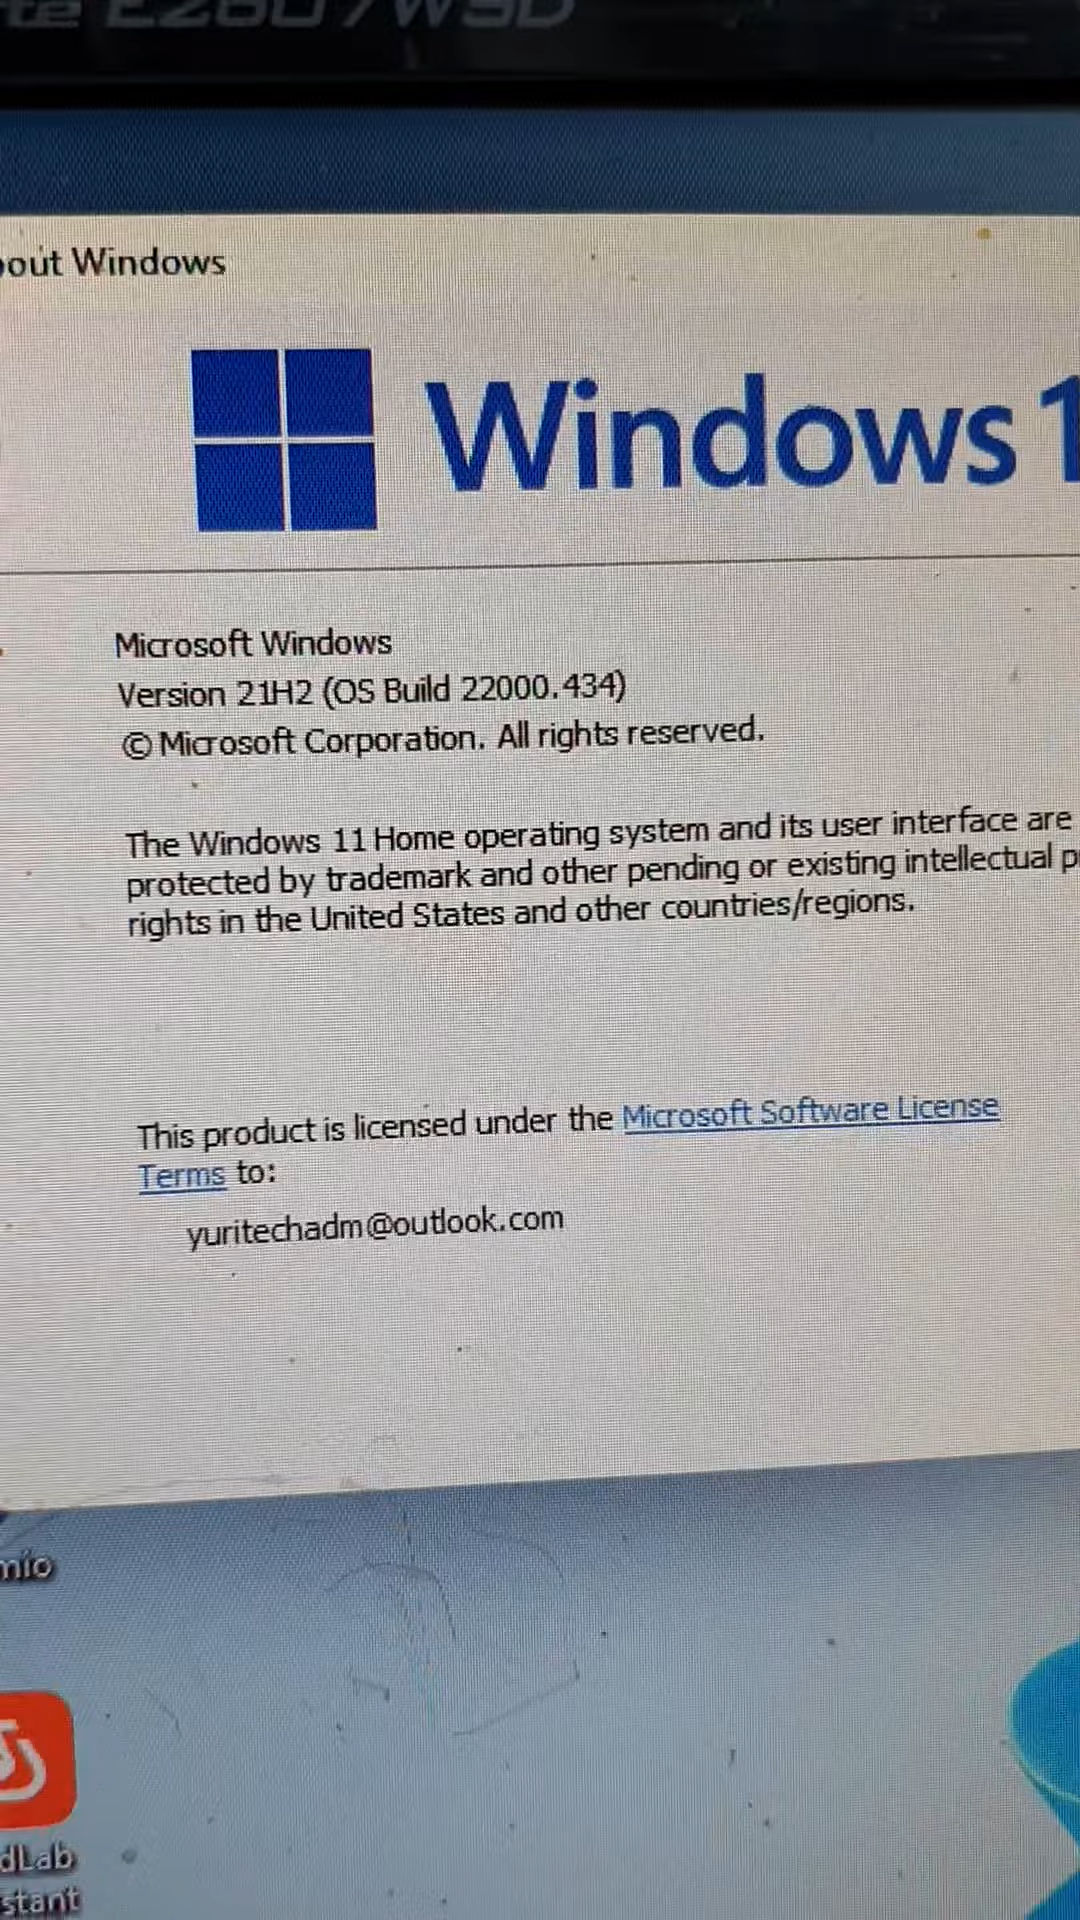 E2607WSD
out Windows
Windows 1
Microsoft Windows
Version 21H2 (OS Build 22000.434)
© Microsoft Corporation. All rights reserved.
The Windows 11 Home operating system and its user interface are
protected by trademark and other pending or existing intellectual p
rights in the United States and other countries/regions.
This product is licensed under the Microsoft Software License
Terms to:
yuritechadm@outlook.com
dLab
stant